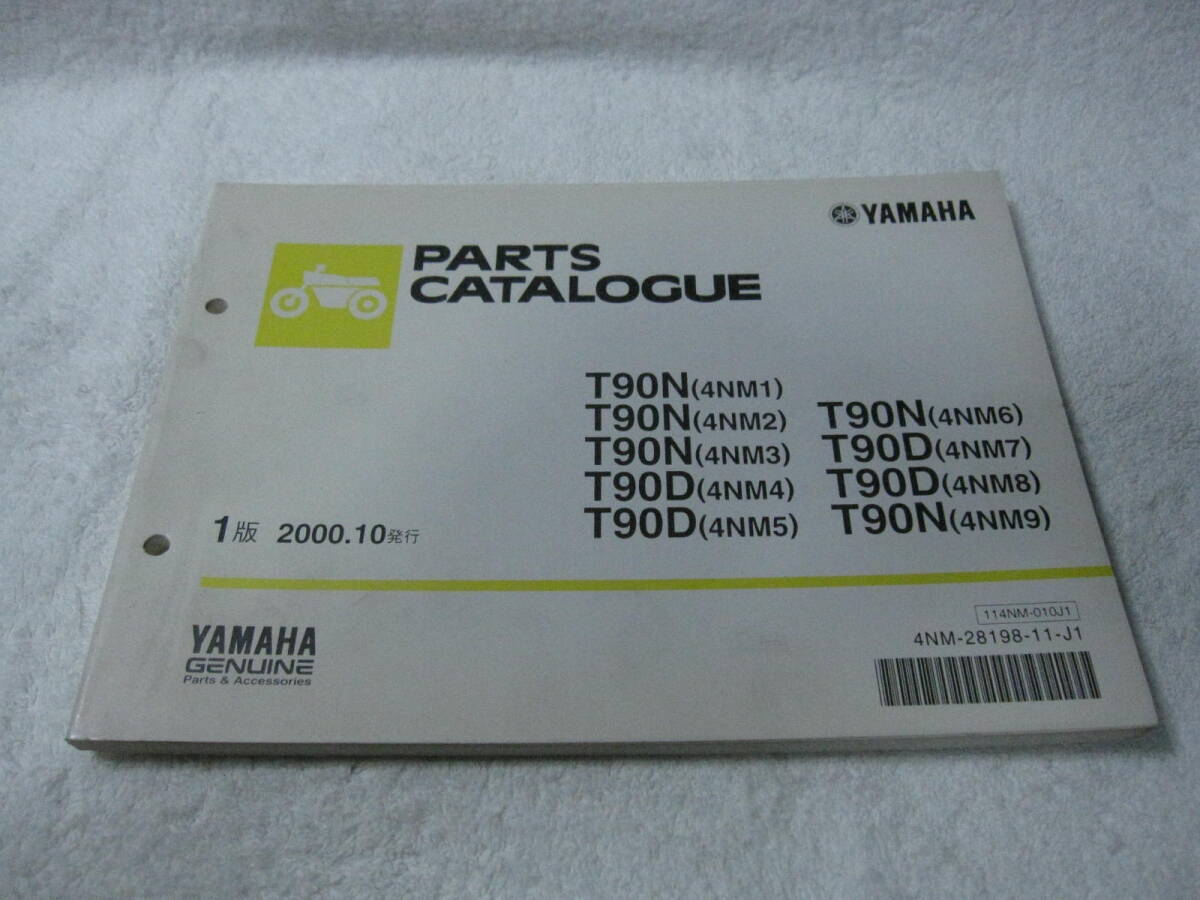 YAMAHA
PARTS
CATALOGUE
T90N(4NM1)
T90N(4NM2)
T90N(4NM3)
T90D(4NM4)
T90D(4NM5)
T90N(4NM6)
T90D(4NM7)
T90D(4NM8)
T90N(4NM9)
1版 2000.10発行
YAMAHA
GENUINE
Parts & Accessories
114NM-010J1
4NM-28198-11-J1